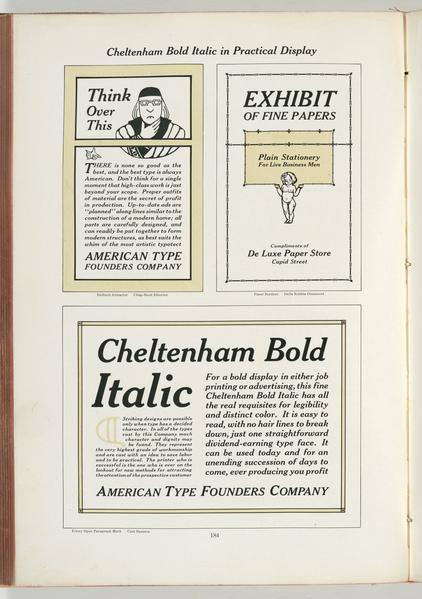 Cheltenham Bold Italic in Practical Display
Think
Over
This
THERE is none so good as the
best, and the best type is always
American. Don't think for a single
moment that high-class work is just
beyond your scope. Proper outfits
of material are the secret of profit
in production. Up-to-date ads are
"planned" along lines similar to the
construction of a modern home; all
parts are carefully designed, and
can readily be put together to form
modern structures, as best suits the
whim of the most artistic typotect
AMERICAN TYPE
FOUNDERS COMPANY
EXHIBIT
OF FINE PAPERS
Plain Stationery
For Live Business Men
Compliments of
De Luxe Paper Store
Cupid Street
Cheltenham Bold
Italic
For a bold display in either job
printing or advertising, this fine
Cheltenham Bold Italic has all
the real requisites for legibility
and distinct color. It is easy to
read, with no hair lines to break
down, just one straightforward
dividend-earning type face. It
can be used today and for an
unending succession of days to
come, ever producing you profit
Striking designs are possible
only when type has a decided
character. In all of the types
cast by this Company much
character and dignity may
be found. They represent
the very highest grade of workmanship
and are cast with an idea to save labor
and to be practical. The printer who is
successful is the one who is ever on the
lookout for new methods for attracting
the attention of the prospective customer
AMERICAN TYPE FOUNDERS COMPANY
184